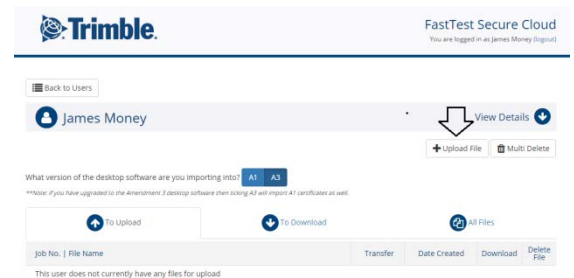 Trimble.
FastTest Secure Cloud
You are logged in as James Money (logout)
Back to Users
James Money
View Details
Upload File
Multi Delete
What version of the desktop software are you importing into? A1 A3
**Note: if you have upgraded to the Amendment 3 desktop software then ticking A3 will import A1 certificates as well.
To Upload
To Download
All Files
Job No. | File Name
Transfer
Date Created
Download
Delete File
This user does not currently have any files for upload